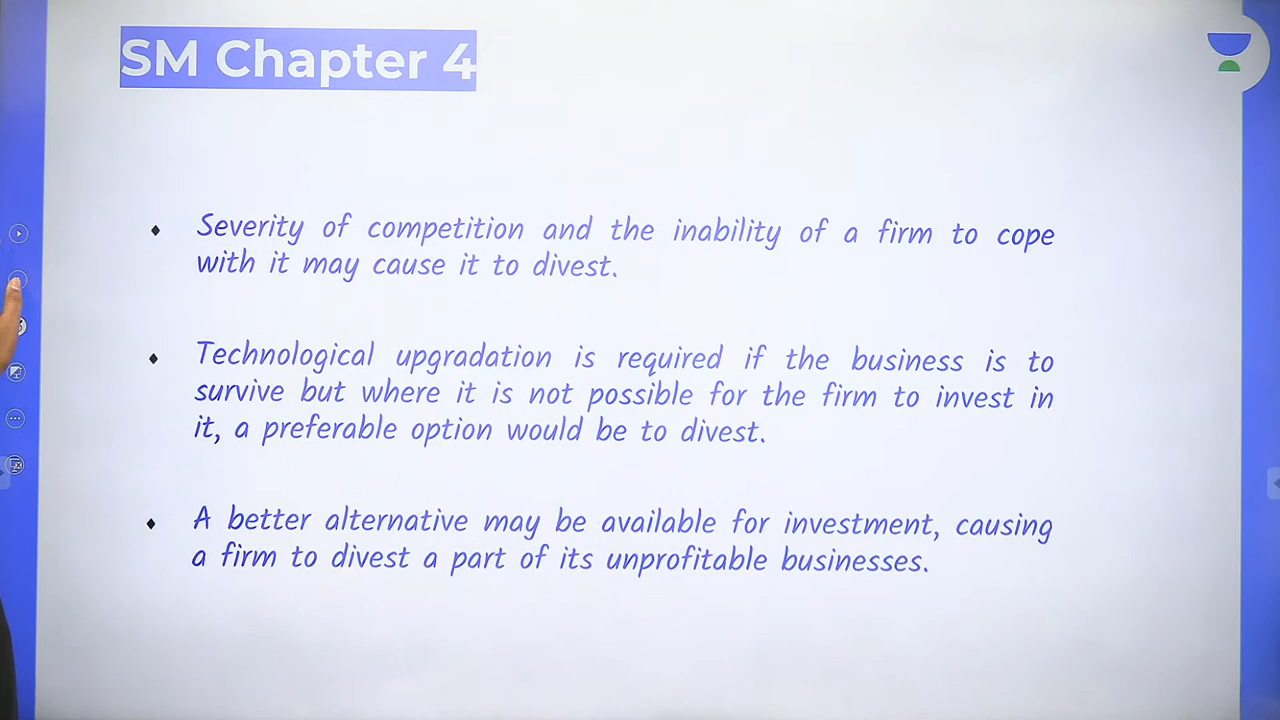 SM Chapter 4
Severity of competition and the inability of a firm to cope
with it may cause it to divest.
Technological upgradation is required if the business is to
survive but where it is not possible for the firm to invest in
it, a preferable option would be to divest.
A better alternative may be available for investment, causing
a firm to divest a part of its unprofitable businesses.